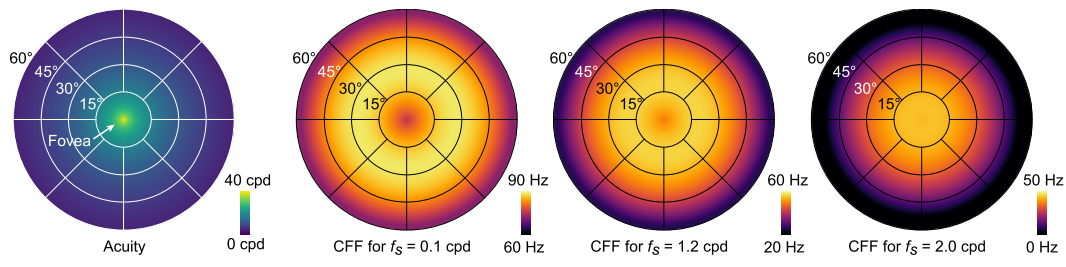 60°
45°
30°
15°
Fovea
40 cpd
0 cpd
Acuity
60°
45°
30°
15°
90 Hz
60 Hz
CFF for fs = 0.1 cpd
60°
45°
30°
15°
60 Hz
20 Hz
CFF for fs = 1.2 cpd
60°
45°
30°
15°
50 Hz
0 Hz
CFF for fs = 2.0 cpd